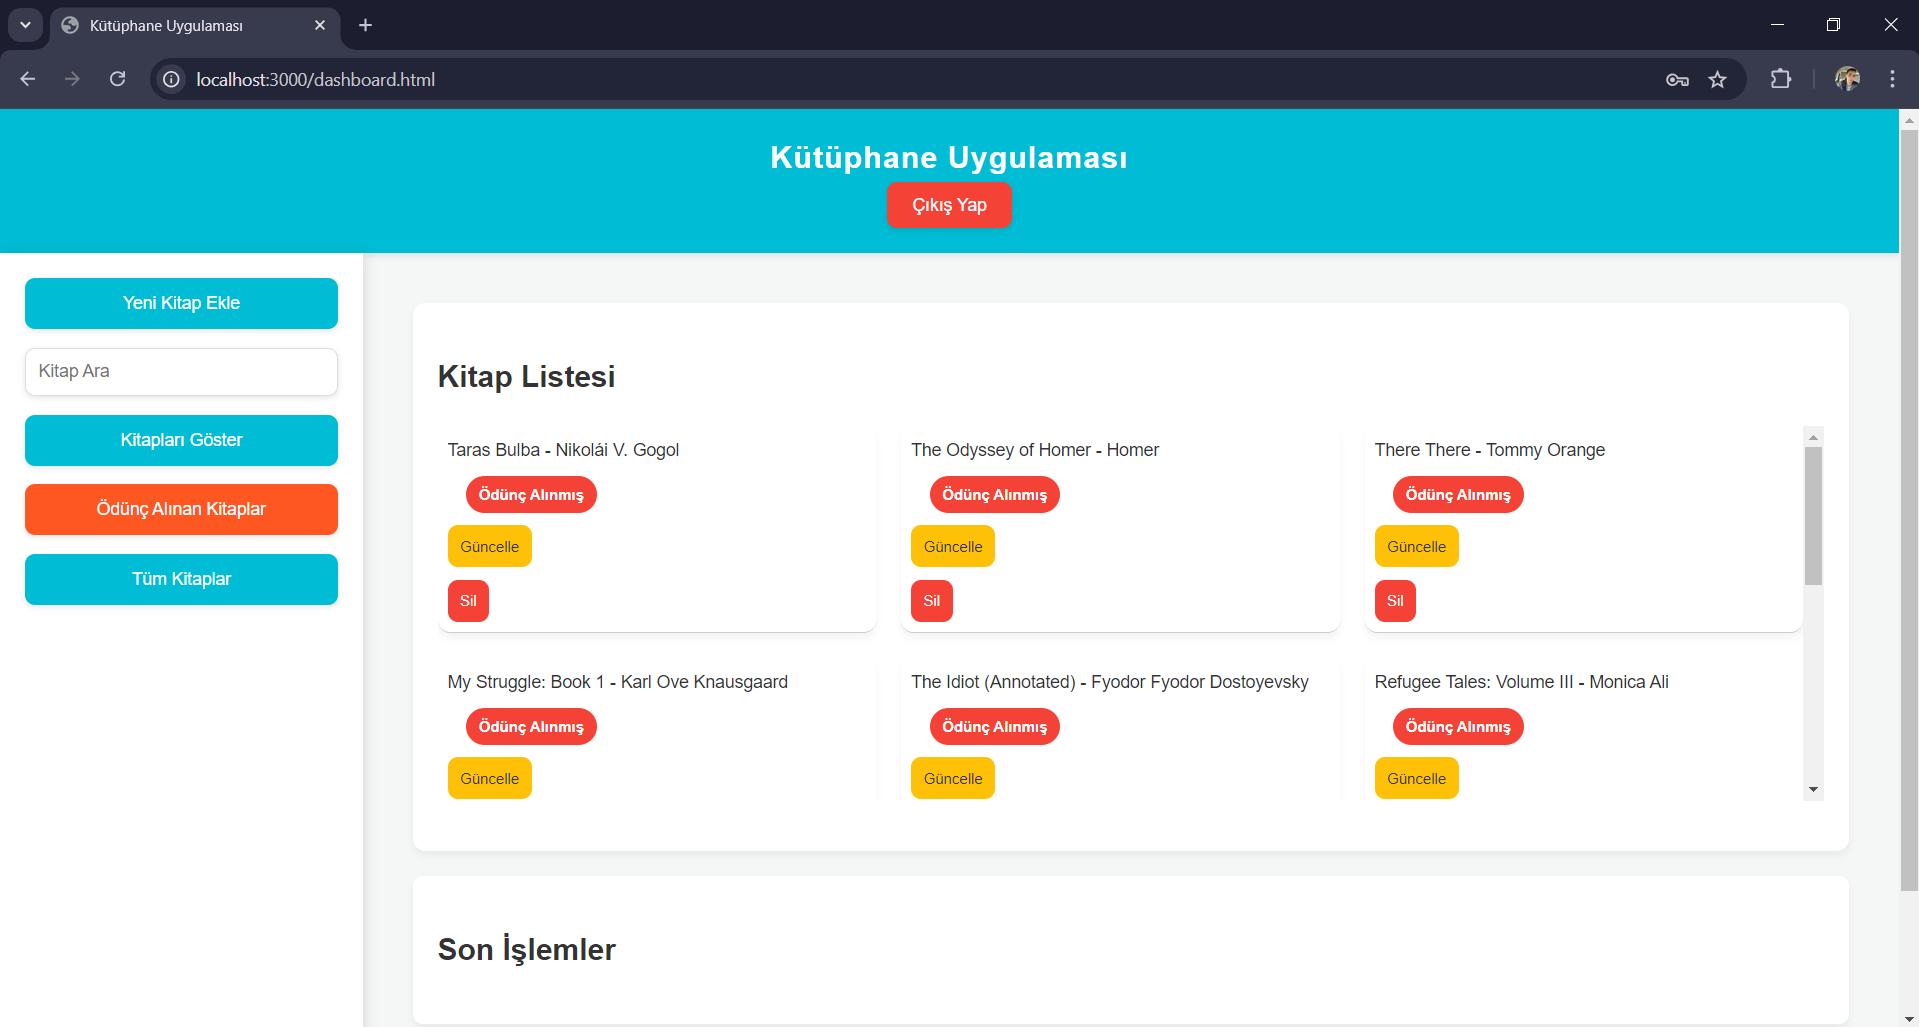 Kütüphane Uygulaması
localhost:3000/dashboard.html
Kütüphane Uygulaması
Çıkış Yap
Yeni Kitap Ekle
Kitap Ara
Kitapları Göster
Ödünç Alınan Kitaplar
Tüm Kitaplar
Kitap Listesi
Taras Bulba - Nikolái V. Gogol
Ödünç Alınmış
Güncelle
Sil
The Odyssey of Homer - Homer
Ödünç Alınmış
Güncelle
Sil
There There - Tommy Orange
Ödünç Alınmış
Güncelle
Sil
My Struggle: Book 1 - Karl Ove Knausgaard
Ödünç Alınmış
Güncelle
The Idiot (Annotated) - Fyodor Fyodor Dostoyevsky
Ödünç Alınmış
Güncelle
Refugee Tales: Volume III - Monica Ali
Ödünç Alınmış
Güncelle
Son İşlemler